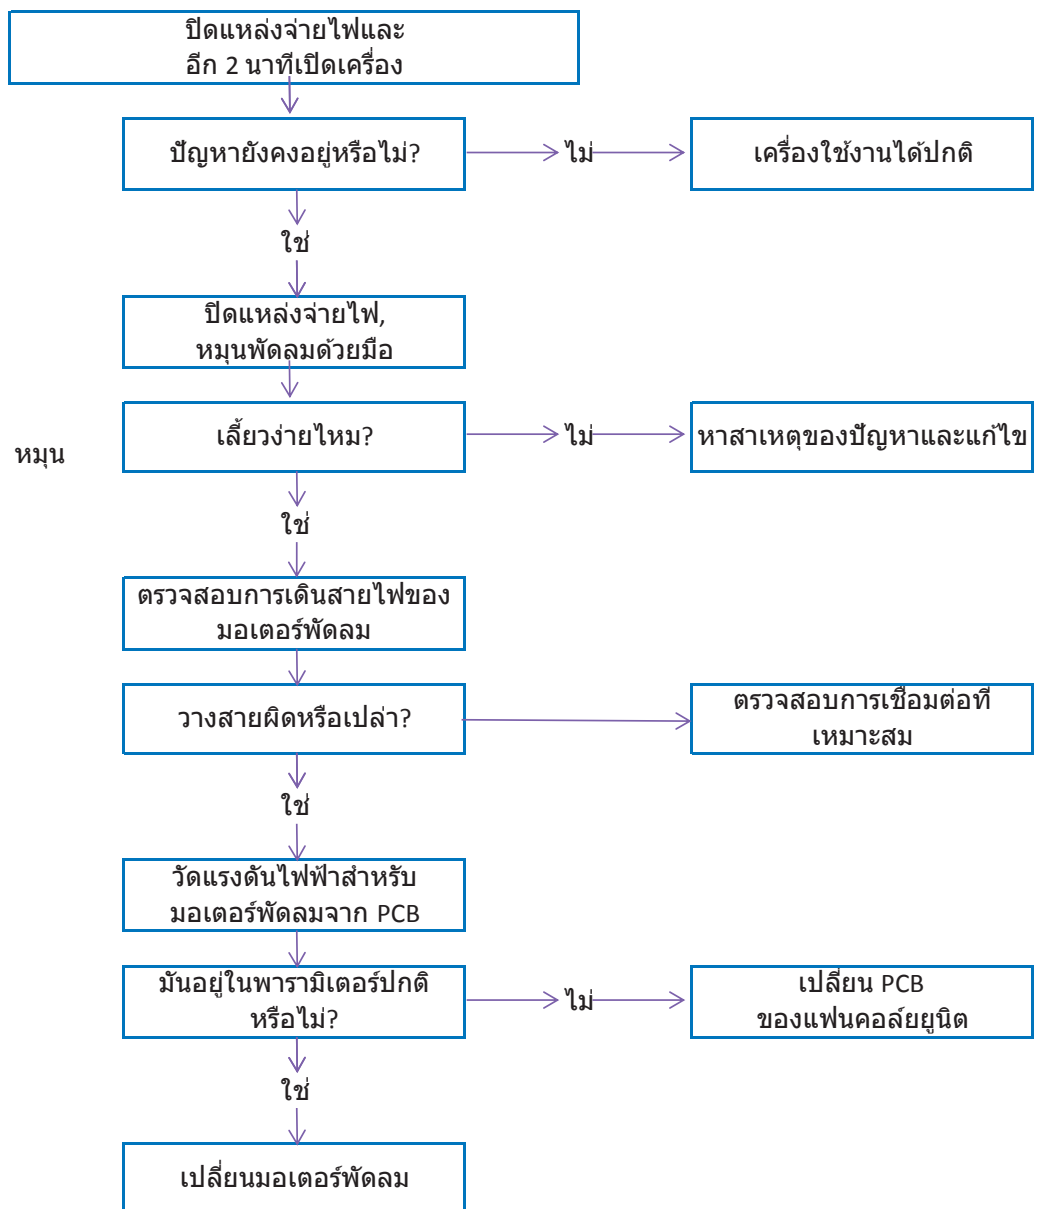 ปิดแหล่งจ่ายไฟและ
อีก 2 นาทีเปิดเครื่อง
ปัญหายังคงอยู่หรือไม่?
ไม่
เครื่องใช้งานได้ปกติ
ใช่
ปิดแหล่งจ่ายไฟ,
หมุนพัดลมด้วยมือ
เลี้ยวง่ายไหม?
ไม่
หาสาเหตุของปัญหาและแก้ไข
หมุน
ใช่
ตรวจสอบการเดินสายไฟของ
มอเตอร์พัดลม
วางสายผิดหรือเปล่า?
ตรวจสอบการเชื่อมต่อที่
เหมาะสม
ใช่
วัดแรงดันไฟฟ้าสำหรับ
มอเตอร์พัดลมจาก PCB
มันอยู่ในพารามิเตอร์ปกติ
หรือไม่?
ไม่
เปลี่ยน PCB
ของแฟนคอล์ยยูนิต
ใช่
เปลี่ยนมอเตอร์พัดลม